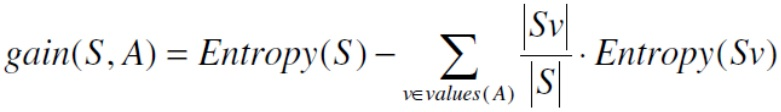 gain(S, A) = Entropy(S) − ∑ v∈values(A) |Sv| / |S| · Entropy(Sv)